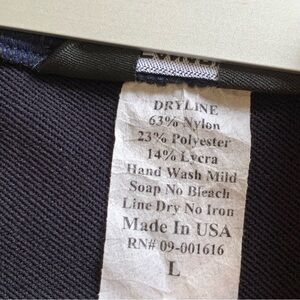 DRYLINE
63% Nylon
23% Polyester
14% Lycra
Hand Wash Mild
Soap No Bleach
Line Dry No Iron
Made In USA
RN# 09-001616
L